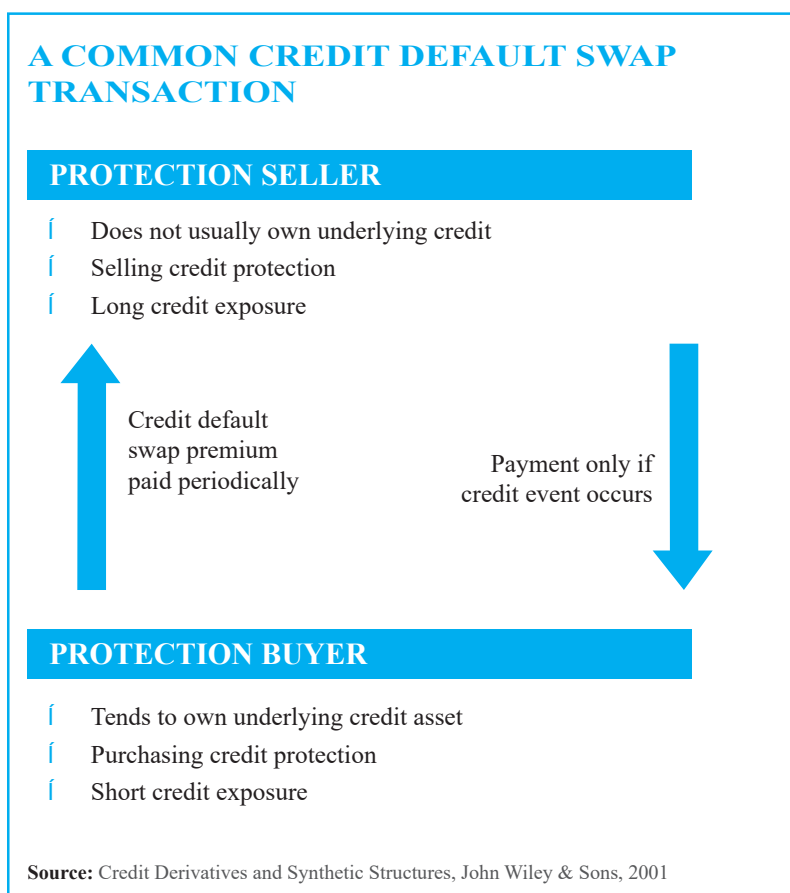 A COMMON CREDIT DEFAULT SWAP
TRANSACTION
PROTECTION SELLER
Í Does not usually own underlying credit
Í Selling credit protection
Í Long credit exposure
Credit default
swap premium
paid periodically
Payment only if
credit event occurs
PROTECTION BUYER
Í Tends to own underlying credit asset
Í Purchasing credit protection
Í Short credit exposure
Source: Credit Derivatives and Synthetic Structures, John Wiley & Sons, 2001